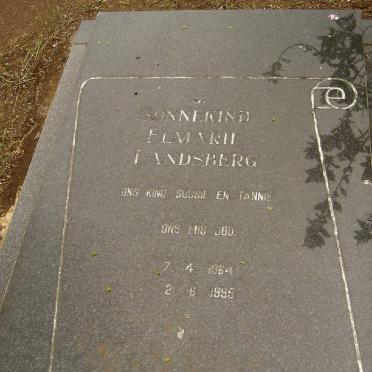 SONNEKIND
ELMARIE
LANDSBERG
ONS KIND SUSSIE EN TANNIE
ONS MIS JOU.
7 4 1964
2 6 1995